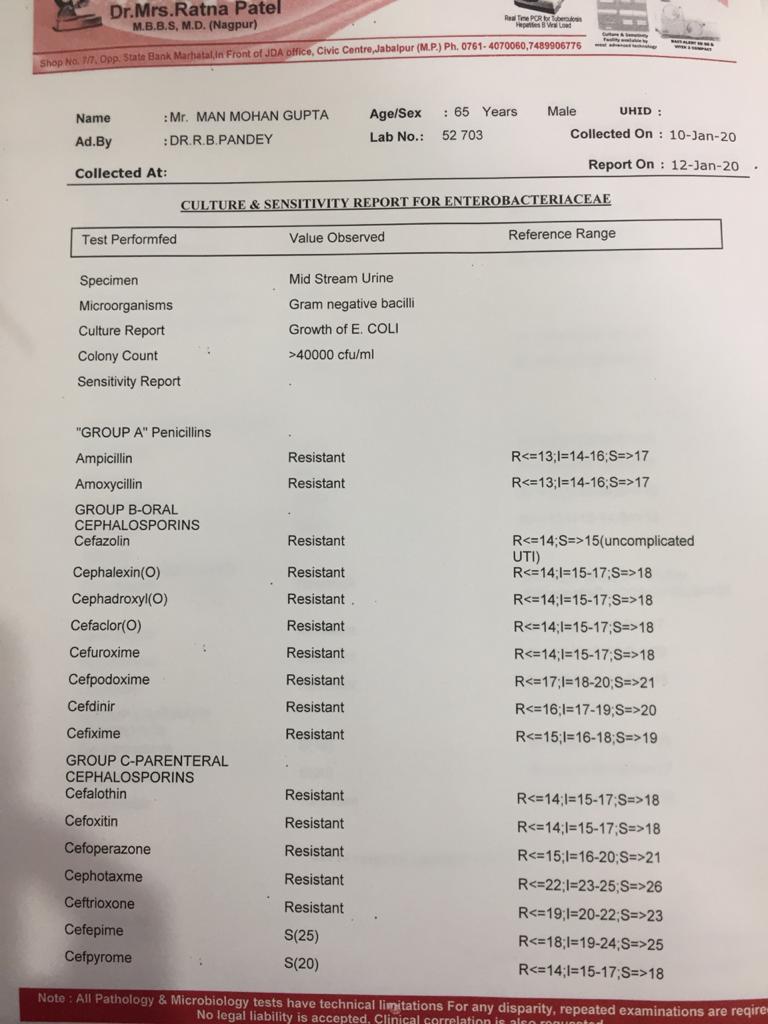 Dr.Mrs.Ratna Patel
M.B.B.S, M.D. (Nagpur)
Real Time PCR for Tuberculosis
Hepatities B Viral Load
Culture & Sensitivity
Facility available by
most advanced technology
Shop No. 7/7, Opp. State Bank Marhatal,In Front of JDA office, Civic Centre,Jabalpur (M.P.) Ph. 0761- 4070060,7489906776
Name : Mr. MAN MOHAN GUPTA Age/Sex : 65 Years Male UHID :
Ad.By : DR.R.B.PANDEY Lab No.: 52 703 Collected On : 10-Jan-20
Report On : 12-Jan-20
Collected At:
CULTURE & SENSITIVITY REPORT FOR ENTEROBACTERIACEAE
Test Performfed Value Observed Reference Range
Specimen Mid Stream Urine
Microorganisms Gram negative bacilli
Culture Report Growth of E. COLI
Colony Count >40000 cfu/ml
Sensitivity Report .
"GROUP A" Penicillins .
Ampicillin Resistant R<=13;I=14-16;S=>17
Amoxycillin Resistant R<=13;I=14-16;S=>17
GROUP B-ORAL .
CEPHALOSPORINS
Cefazolin Resistant R<=14;S=>15(uncomplicated
UTI)
Cephalexin(O) Resistant R<=14;I=15-17;S=>18
Cephadroxyl(O) Resistant R<=14;I=15-17;S=>18
Cefaclor(O) Resistant R<=14;I=15-17;S=>18
Cefuroxime Resistant R<=14;I=15-17;S=>18
Cefpodoxime Resistant R<=17;I=18-20;S=>21
Cefdinir Resistant R<=16;I=17-19;S=>20
Cefixime Resistant R<=15;I=16-18;S=>19
GROUP C-PARENTERAL .
CEPHALOSPORINS
Cefalothin Resistant R<=14;I=15-17;S=>18
Cefoxitin Resistant R<=14;I=15-17;S=>18
Cefoperazone Resistant R<=15;I=16-20;S=>21
Cephotaxme Resistant R<=22;I=23-25;S=>26
Ceftrioxone Resistant R<=19;I=20-22;S=>23
Cefepime S(25) R<=18;I=19-24;S=>25
Cefpyrome S(20) R<=14;I=15-17;S=>18
Note : All Pathology & Microbiology tests have technical limitations For any disparity, repeated examinations are reqire
No legal liability is accepted. Clinical correlation is also requested